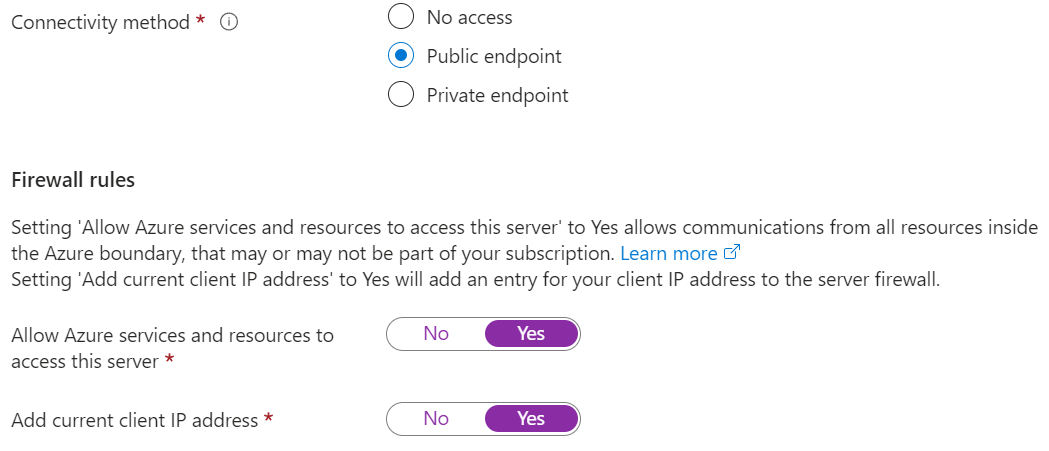 Connectivity method *
No access
Public endpoint
Private endpoint
Firewall rules
Setting 'Allow Azure services and resources to access this server' to Yes allows communications from all resources inside
the Azure boundary, that may or may not be part of your subscription. Learn more
Setting 'Add current client IP address' to Yes will add an entry for your client IP address to the server firewall.
Allow Azure services and resources to
access this server *
No Yes
Add current client IP address *
No Yes